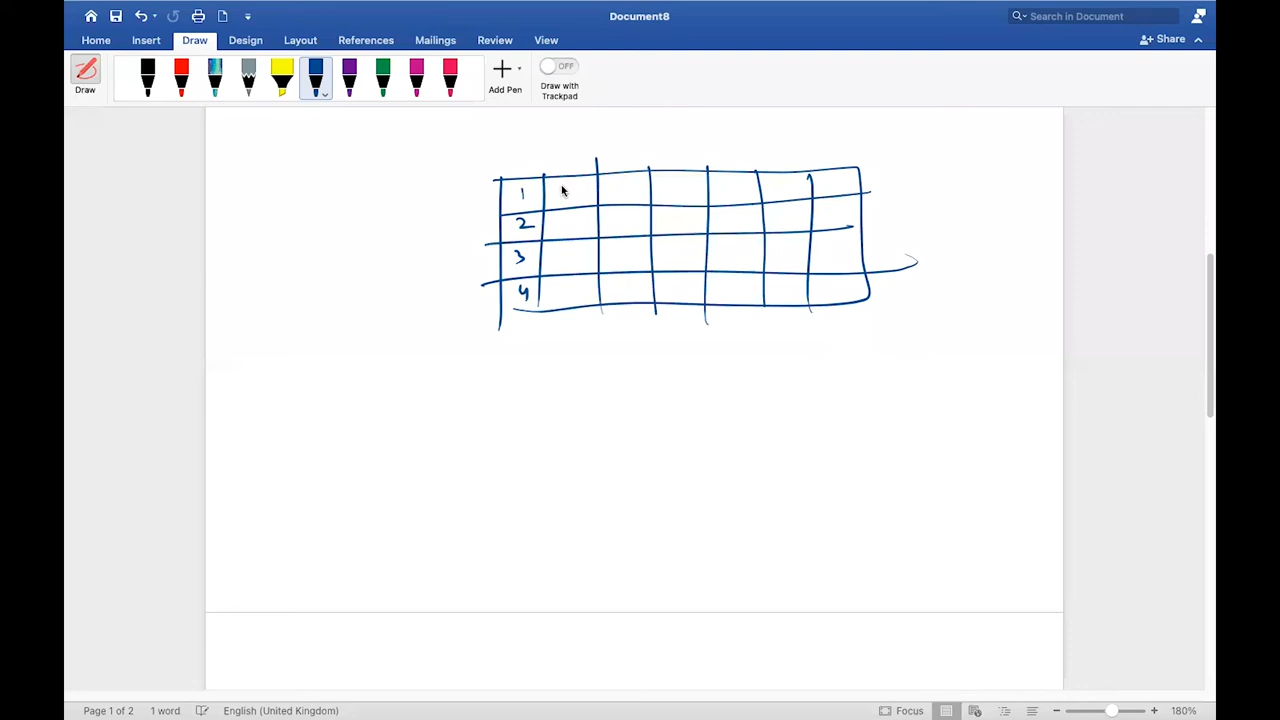 Document8
Search in Document
Home Insert Draw Design Layout References Mailings Review View
Share
Draw
Add Pen
OFF
Draw with
Trackpad
1
2
3
4
Page 1 of 2 1 word English (United Kingdom) Focus 180%